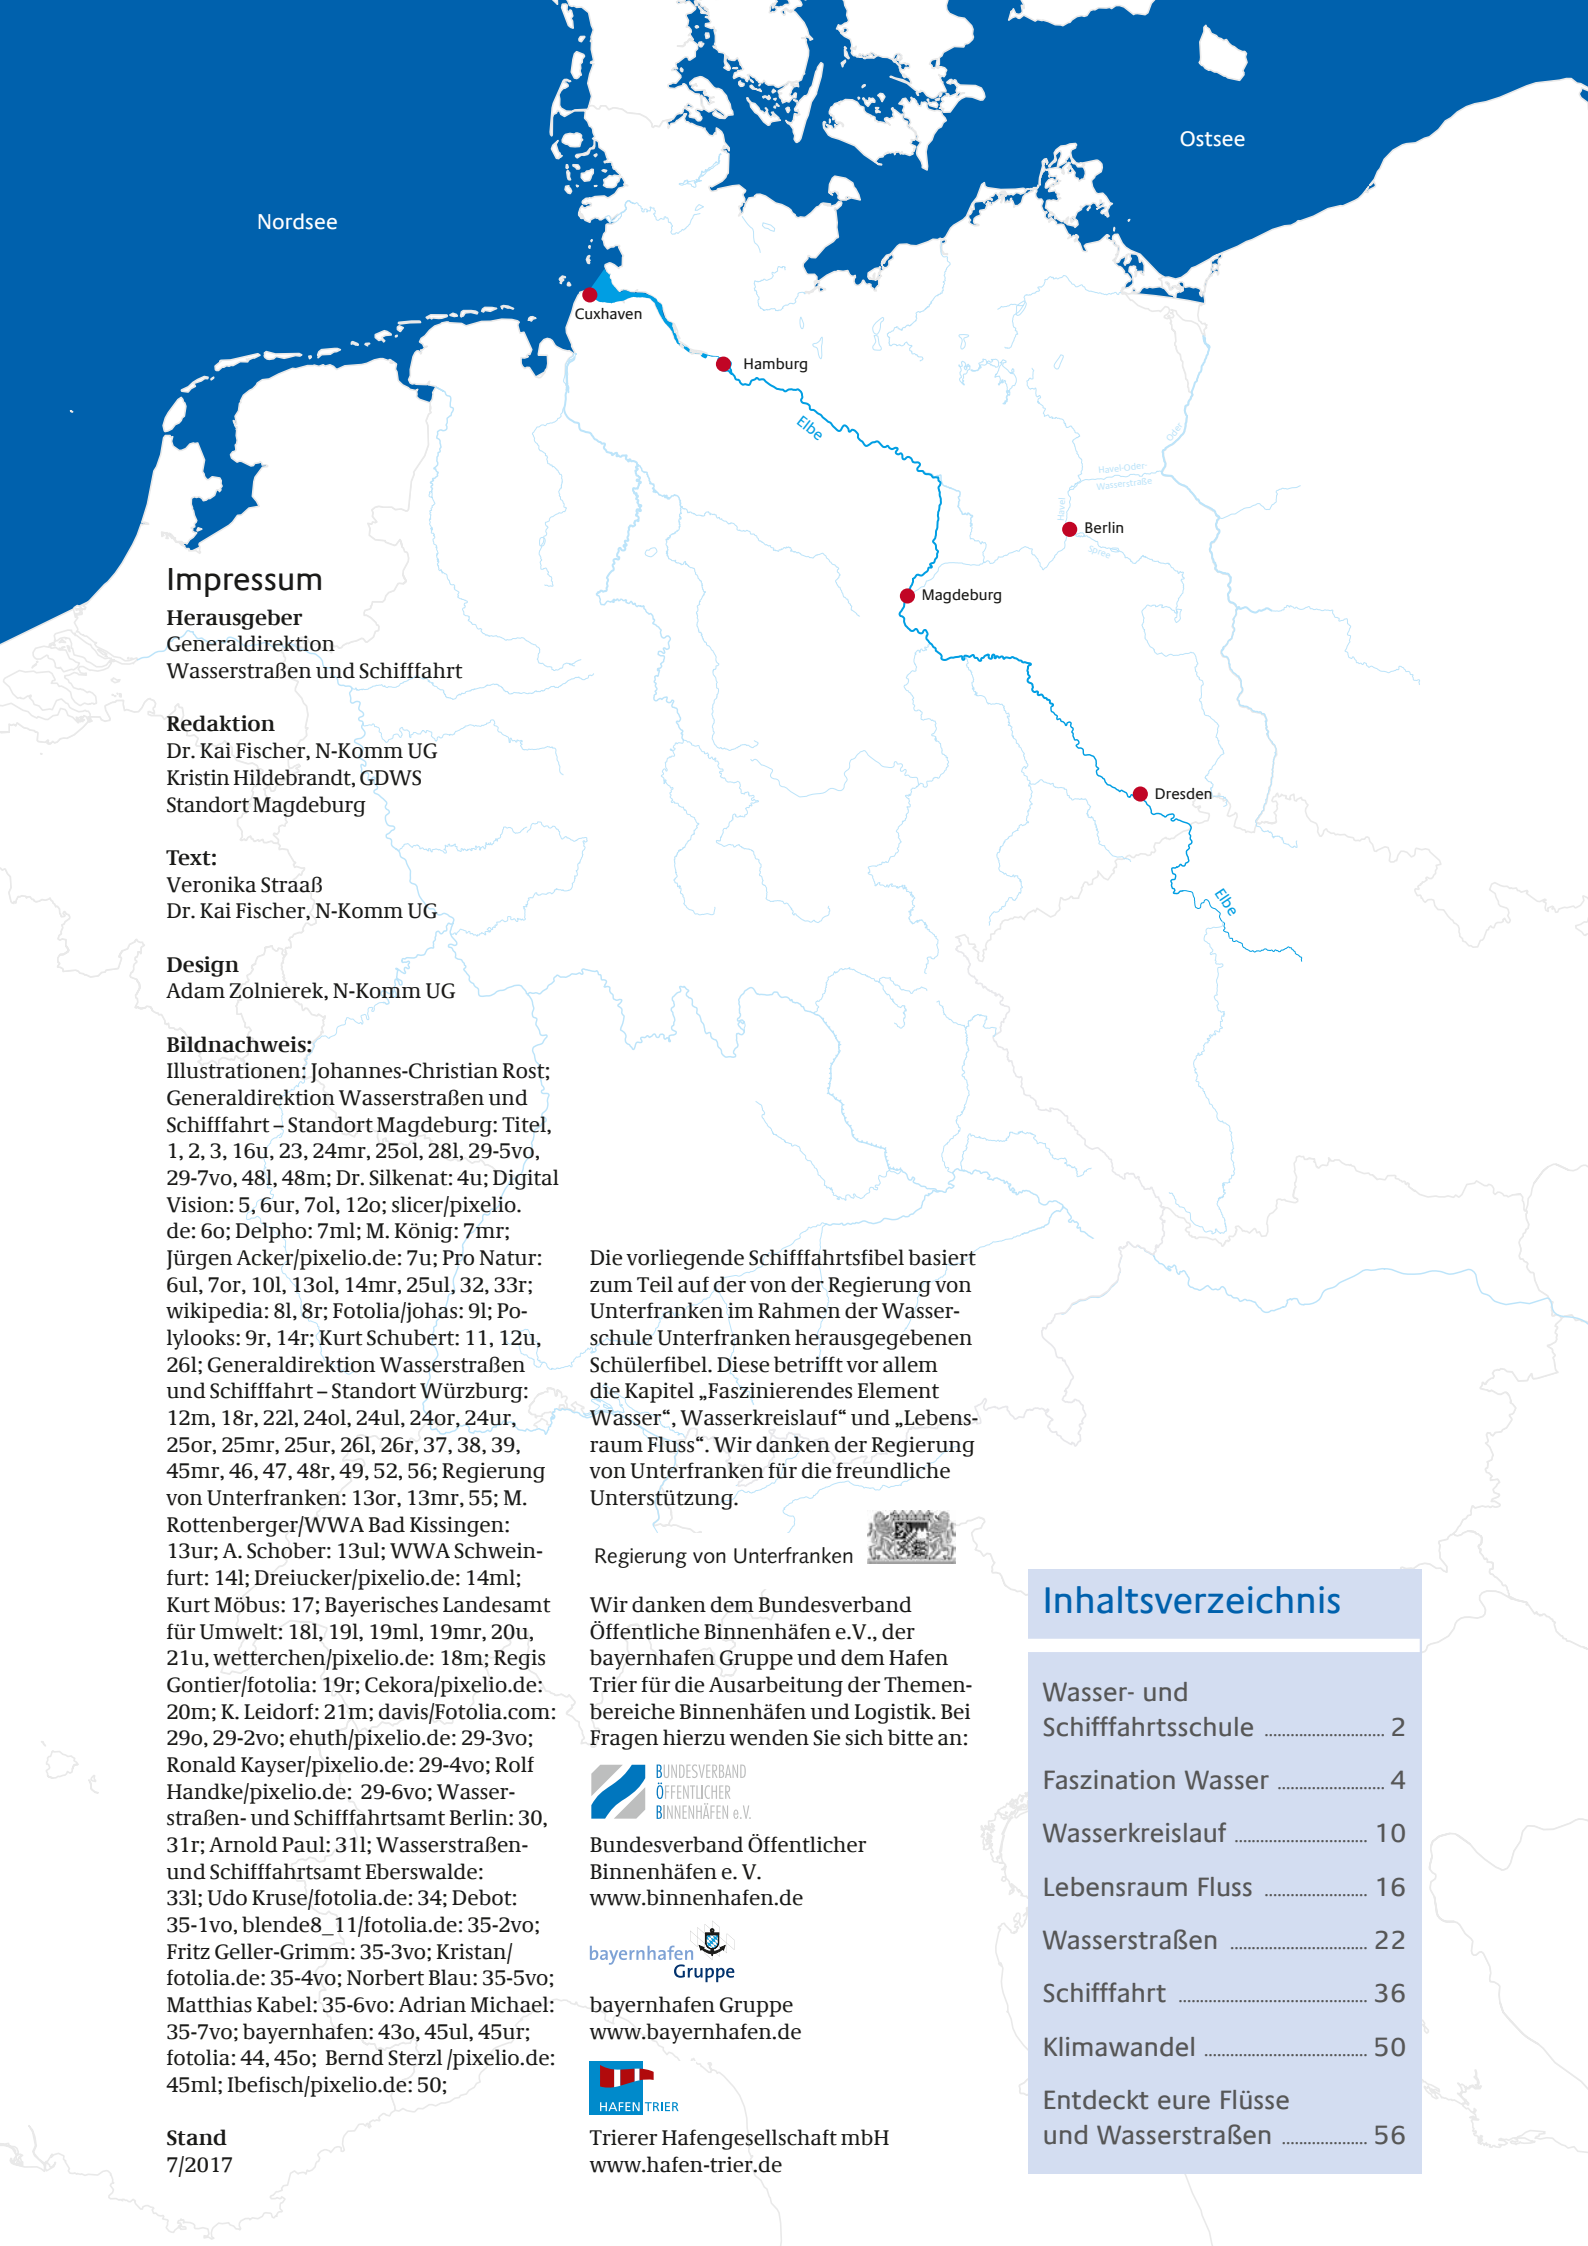 Ostsee
Nordsee
Cuxhaven
Hamburg
Elbe
Oder
Havel-Oder-
Wasserstraße
Havel
Berlin
Spree
Magdeburg
Dresden
Elbe
Impressum
Herausgeber
Generaldirektion
Wasserstraßen und Schifffahrt
Redaktion
Dr. Kai Fischer, N-Komm UG
Kristin Hildebrandt, GDWS
Standort Magdeburg
Text:
Veronika Straaß
Dr. Kai Fischer, N-Komm UG
Design
Adam Zolnierek, N-Komm UG
Bildnachweis:
Illustrationen: Johannes-Christian Rost;
Generaldirektion Wasserstraßen und
Schifffahrt – Standort Magdeburg: Titel,
1, 2, 3, 16u, 23, 24mr, 25ol, 28l, 29-5vo,
29-7vo, 48l, 48m; Dr. Silkenat: 4u; Digital
Vision: 5, 6ur, 7ol, 12o; slicer/pixelio.
de: 6o; Delpho: 7ml; M. König: 7mr;
Jürgen Acker/pixelio.de: 7u; Pro Natur:
6ul, 7or, 10l, 13ol, 14mr, 25ul, 32, 33r;
wikipedia: 8l, 8r; Fotolia/johas: 9l; Po-
lylooks: 9r, 14r; Kurt Schubert: 11, 12u,
26l; Generaldirektion Wasserstraßen
und Schifffahrt – Standort Würzburg:
12m, 18r, 22l, 24ol, 24ul, 24or, 24ur,
25or, 25mr, 25ur, 26l, 26r, 37, 38, 39,
45mr, 46, 47, 48r, 49, 52, 56; Regierung
von Unterfranken: 13or, 13mr, 55; M.
Rottenberger/WWA Bad Kissingen:
13ur; A. Schober: 13ul; WWA Schwein-
furt: 14l; Dreiucker/pixelio.de: 14ml;
Kurt Möbus: 17; Bayerisches Landesamt
für Umwelt: 18l, 19l, 19ml, 19mr, 20u,
21u, wetterchen/pixelio.de: 18m; Regis
Gontier/fotolia: 19r; Cekora/pixelio.de:
20m; K. Leidorf: 21m; davis/Fotolia.com:
29o, 29-2vo; ehuth/pixelio.de: 29-3vo;
Ronald Kayser/pixelio.de: 29-4vo; Rolf
Handke/pixelio.de: 29-6vo; Wasser-
straßen- und Schifffahrtsamt Berlin: 30,
31r; Arnold Paul: 31l; Wasserstraßen-
und Schifffahrtsamt Eberswalde:
33l; Udo Kruse/fotolia.de: 34; Debot:
35-1vo, blende8_11/fotolia.de: 35-2vo;
Fritz Geller-Grimm: 35-3vo; Kristan/
fotolia.de: 35-4vo; Norbert Blau: 35-5vo;
Matthias Kabel: 35-6vo: Adrian Michael:
35-7vo; bayernhafen: 43o, 45ul, 45ur;
fotolia: 44, 45o; Bernd Sterzl /pixelio.de:
45ml; Ibefisch/pixelio.de: 50;
Stand
7/2017
Die vorliegende Schifffahrtsfibel basiert
zum Teil auf der von der Regierung von
Unterfranken im Rahmen der Wasser-
schule Unterfranken herausgegebenen
Schülerfibel. Diese betrifft vor allem
die Kapitel „Faszinierendes Element
Wasser“, Wasserkreislauf“ und „Lebens-
raum Fluss“. Wir danken der Regierung
von Unterfranken für die freundliche
Unterstützung.
Regierung von Unterfranken
Wir danken dem Bundesverband
Öffentliche Binnenhäfen e.V., der
bayernhafen Gruppe und dem Hafen
Trier für die Ausarbeitung der Themen-
bereiche Binnenhäfen und Logistik. Bei
Fragen hierzu wenden Sie sich bitte an:
BUNDESVERBAND
ÖFFENTLICHER
BINNENHÄFEN e.V.
Bundesverband Öffentlicher
Binnenhäfen e. V.
www.binnenhafen.de
bayernhafen
Gruppe
bayernhafen Gruppe
www.bayernhafen.de
HAFEN TRIER
Trierer Hafengesellschaft mbH
www.hafen-trier.de
Inhaltsverzeichnis
Wasser- und
Schifffahrtsschule 2
Faszination Wasser 4
Wasserkreislauf 10
Lebensraum Fluss 16
Wasserstraßen 22
Schifffahrt 36
Klimawandel 50
Entdeckt eure Flüsse
und Wasserstraßen 56